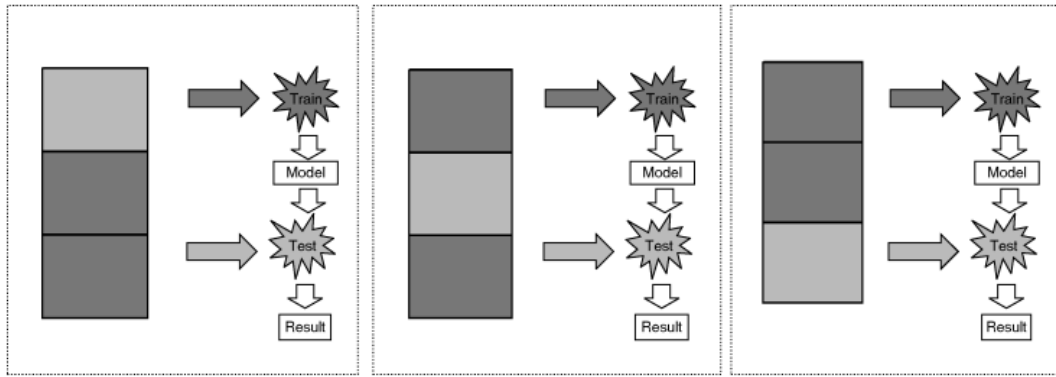 Train
Model
Test
Result
Train
Model
Test
Result
Train
Model
Test
Result